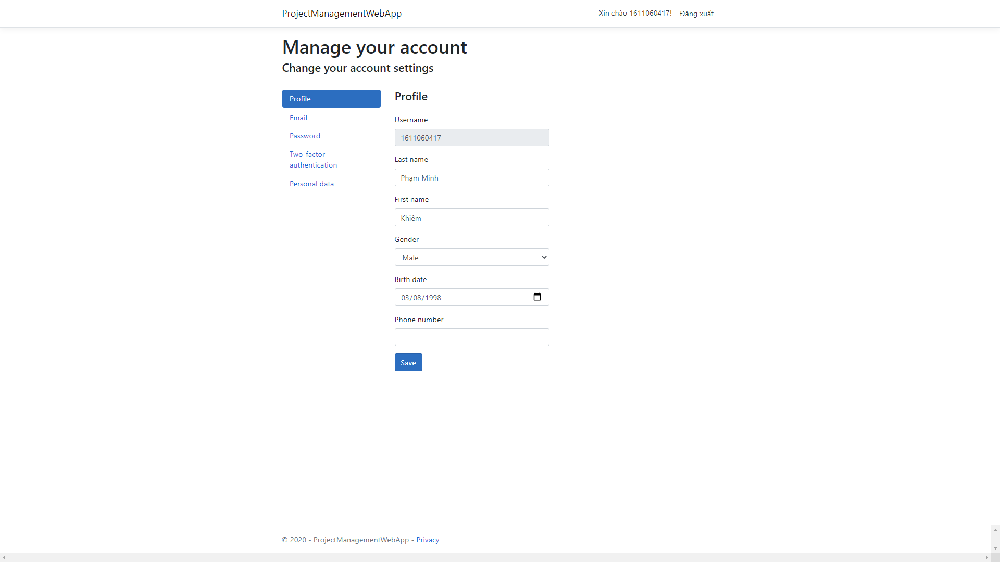 ProjectManagementWebApp
Xin chào 1611060417!
Đăng xuất
Manage your account
Change your account settings
Profile
Email
Password
Two-factor
authentication
Personal data
Profile
Username
1611060417
Last name
Phạm Minh
First name
Khiêm
Gender
Male
Birth date
03/08/1998
Phone number
Save
© 2020 - ProjectManagementWebApp - Privacy